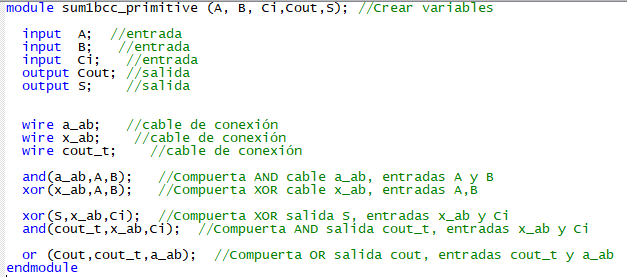 module sum1bcc_primitive (A, B, Ci,Cout,S); //Crear variables
input A; //entrada
input B; //entrada
input Ci; //entrada
output Cout; //salida
output S; //salida
wire a_ab; //cable de conexión
wire x_ab; //cable de conexión
wire cout_t; //cable de conexión
and(a_ab,A,B); //Compuerta AND cable a_ab, entradas A y B
xor(x_ab,A,B); //Compuerta XOR cable x_ab, entradas A,B
xor(S,x_ab,Ci); //Compuerta XOR salida S, entradas x_ab y Ci
and(cout_t,x_ab,Ci); //Compuerta AND salida cout_t, entradas x_ab y Ci
or (Cout,cout_t,a_ab); //Compuerta OR salida cout, entradas cout_t y a_ab
endmodule